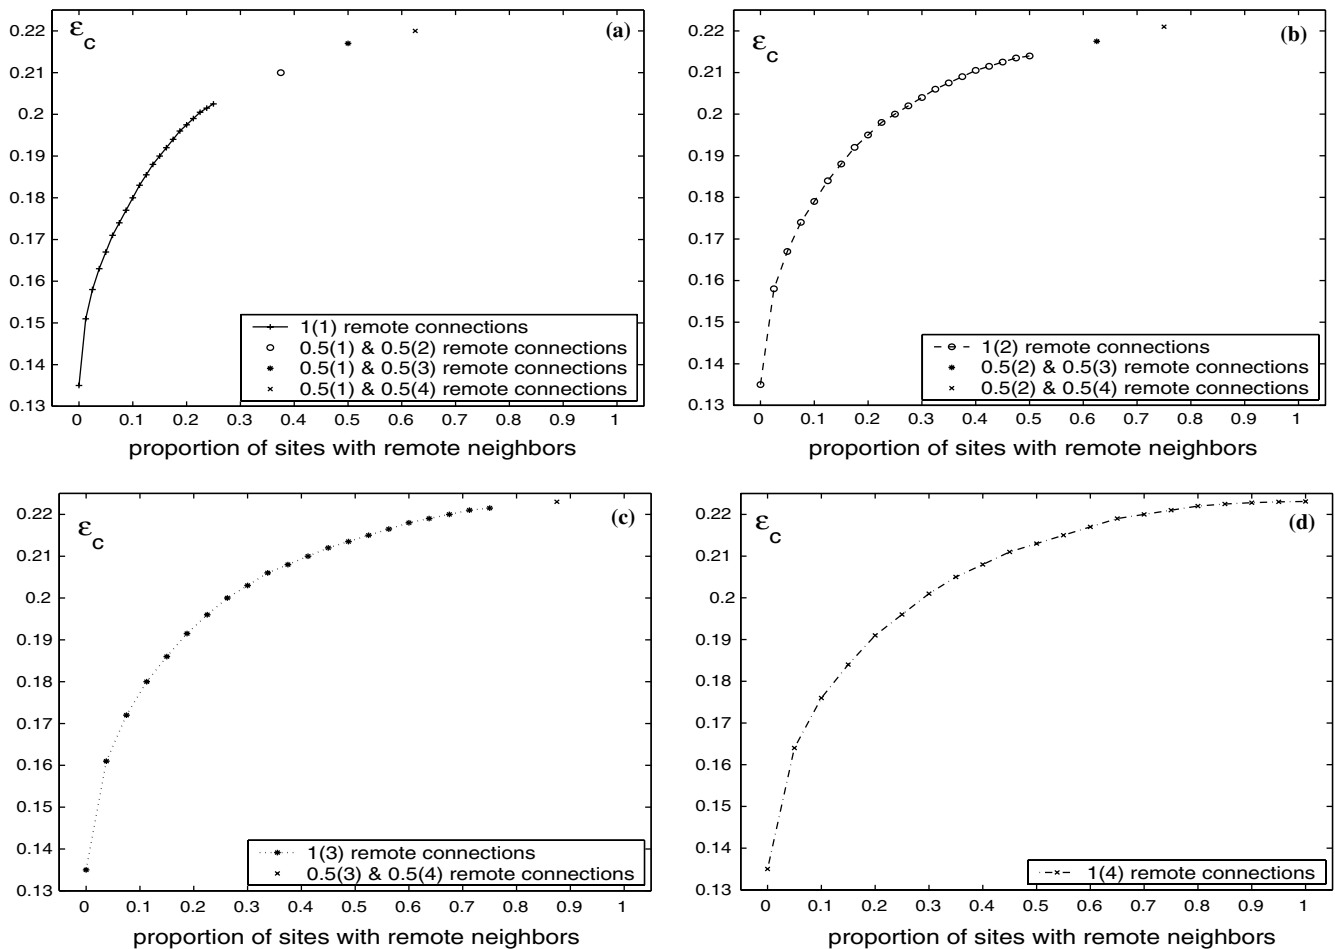 ε_c (a)
0.22
0.21
0.2
0.19
0.18
0.17
0.16
0.15
0.14
0.13
1(1) remote connections
0.5(1) & 0.5(2) remote connections
0.5(1) & 0.5(3) remote connections
0.5(1) & 0.5(4) remote connections
0 0.1 0.2 0.3 0.4 0.5 0.6 0.7 0.8 0.9 1
proportion of sites with remote neighbors
ε_c (b)
0.22
0.21
0.2
0.19
0.18
0.17
0.16
0.15
0.14
0.13
1(2) remote connections
0.5(2) & 0.5(3) remote connections
0.5(2) & 0.5(4) remote connections
0 0.1 0.2 0.3 0.4 0.5 0.6 0.7 0.8 0.9 1
proportion of sites with remote neighbors
ε_c (c)
0.22
0.21
0.2
0.19
0.18
0.17
0.16
0.15
0.14
0.13
1(3) remote connections
0.5(3) & 0.5(4) remote connections
0 0.1 0.2 0.3 0.4 0.5 0.6 0.7 0.8 0.9 1
proportion of sites with remote neighbors
ε_c (d)
0.22
0.21
0.2
0.19
0.18
0.17
0.16
0.15
0.14
0.13
1(4) remote connections
0 0.1 0.2 0.3 0.4 0.5 0.6 0.7 0.8 0.9 1
proportion of sites with remote neighbors